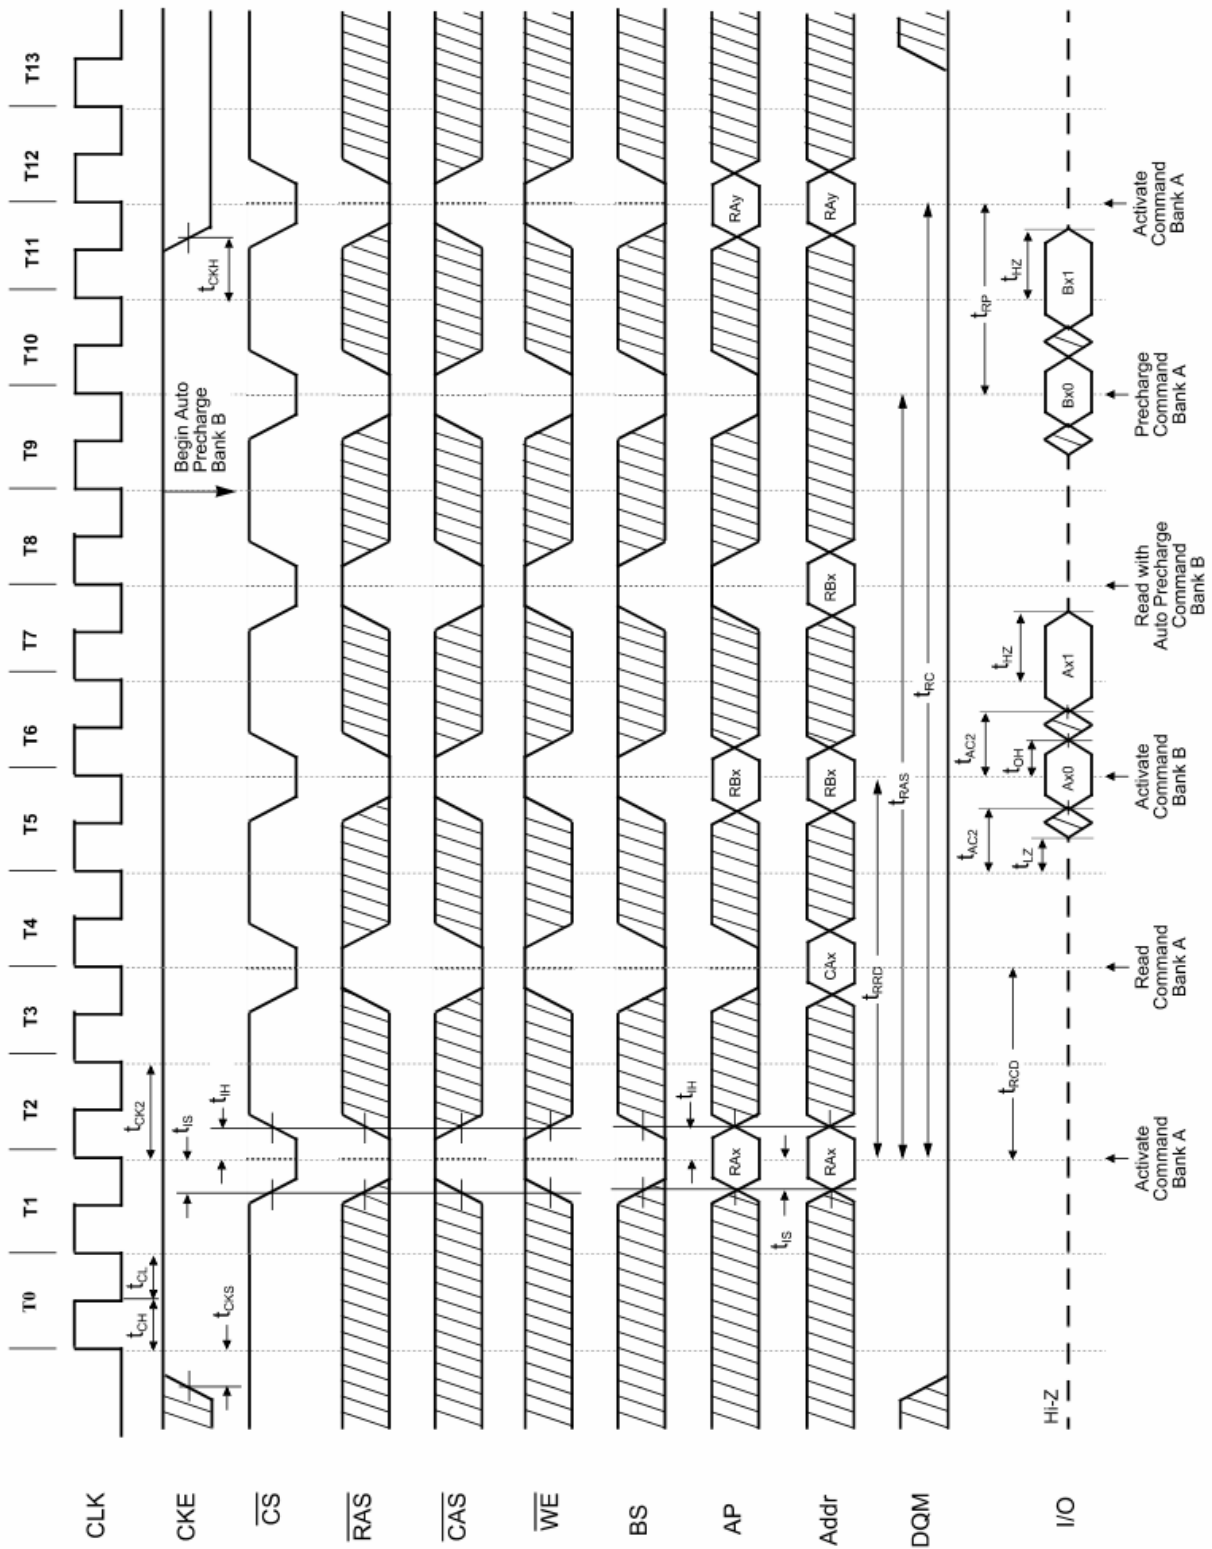 T0 T1 T2 T3 T4 T5 T6 T7 T8 T9 T10 T11 T12 T13
CLK
tCH
tCL
tCK2
CKE
tCKS
tIS
tIH
Begin Auto
Precharge
Bank B
tCKH
CS
RAS
CAS
WE
BS
tIH
AP
RAx
RBx
RAy
tIS
Addr
RAx
CAx
RBx
RBx
RAy
tRRD
tRAS
tRC
DQM
tRCD
tAC2
tAC2
tRP
tLZ
tOH
tHZ
tHZ
I/O
Hi-Z
Ax0
Ax1
Bx0
Bx1
Activate
Command
Bank A
Read
Command
Bank A
Activate
Command
Bank B
Read with
Auto Precharge
Command
Bank B
Precharge
Command
Bank A
Activate
Command
Bank A